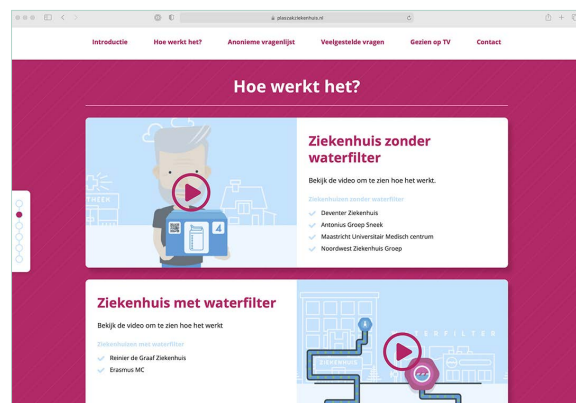 plaszakziekenhuis.nl
Introductie Hoe werkt het? Anonieme vragenlijst Veelgestelde vragen Gezien op TV Contact
Hoe werkt het?
Ziekenhuis zonder
waterfilter
Bekijk de video om te zien hoe het werkt.
Ziekenhuizen zonder waterfilter
Deventer Ziekenhuis
Antonius Groep Sneek
Maastricht Universitair Medisch centrum
Noordwest Ziekenhuis Groep
THEEK
4
Ziekenhuis met waterfilter
Bekijk de video om te zien hoe het werkt
Ziekenhuizen met waterfilter
Reinier de Graaf Ziekenhuis
Erasmus MC
ZIEKENHUIS